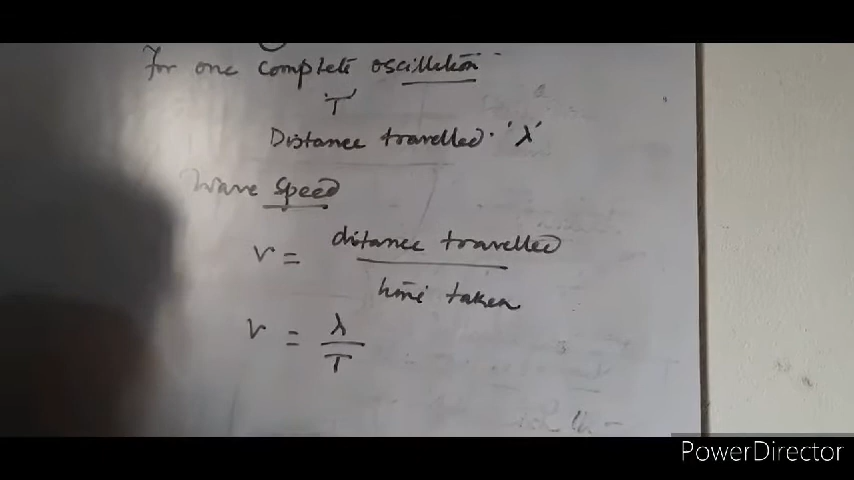 For one complete oscillation
'T'
Distance travelled. 'λ'
Wave Speed
v = distance travelled
time taken
v = λ
T
PowerDirector